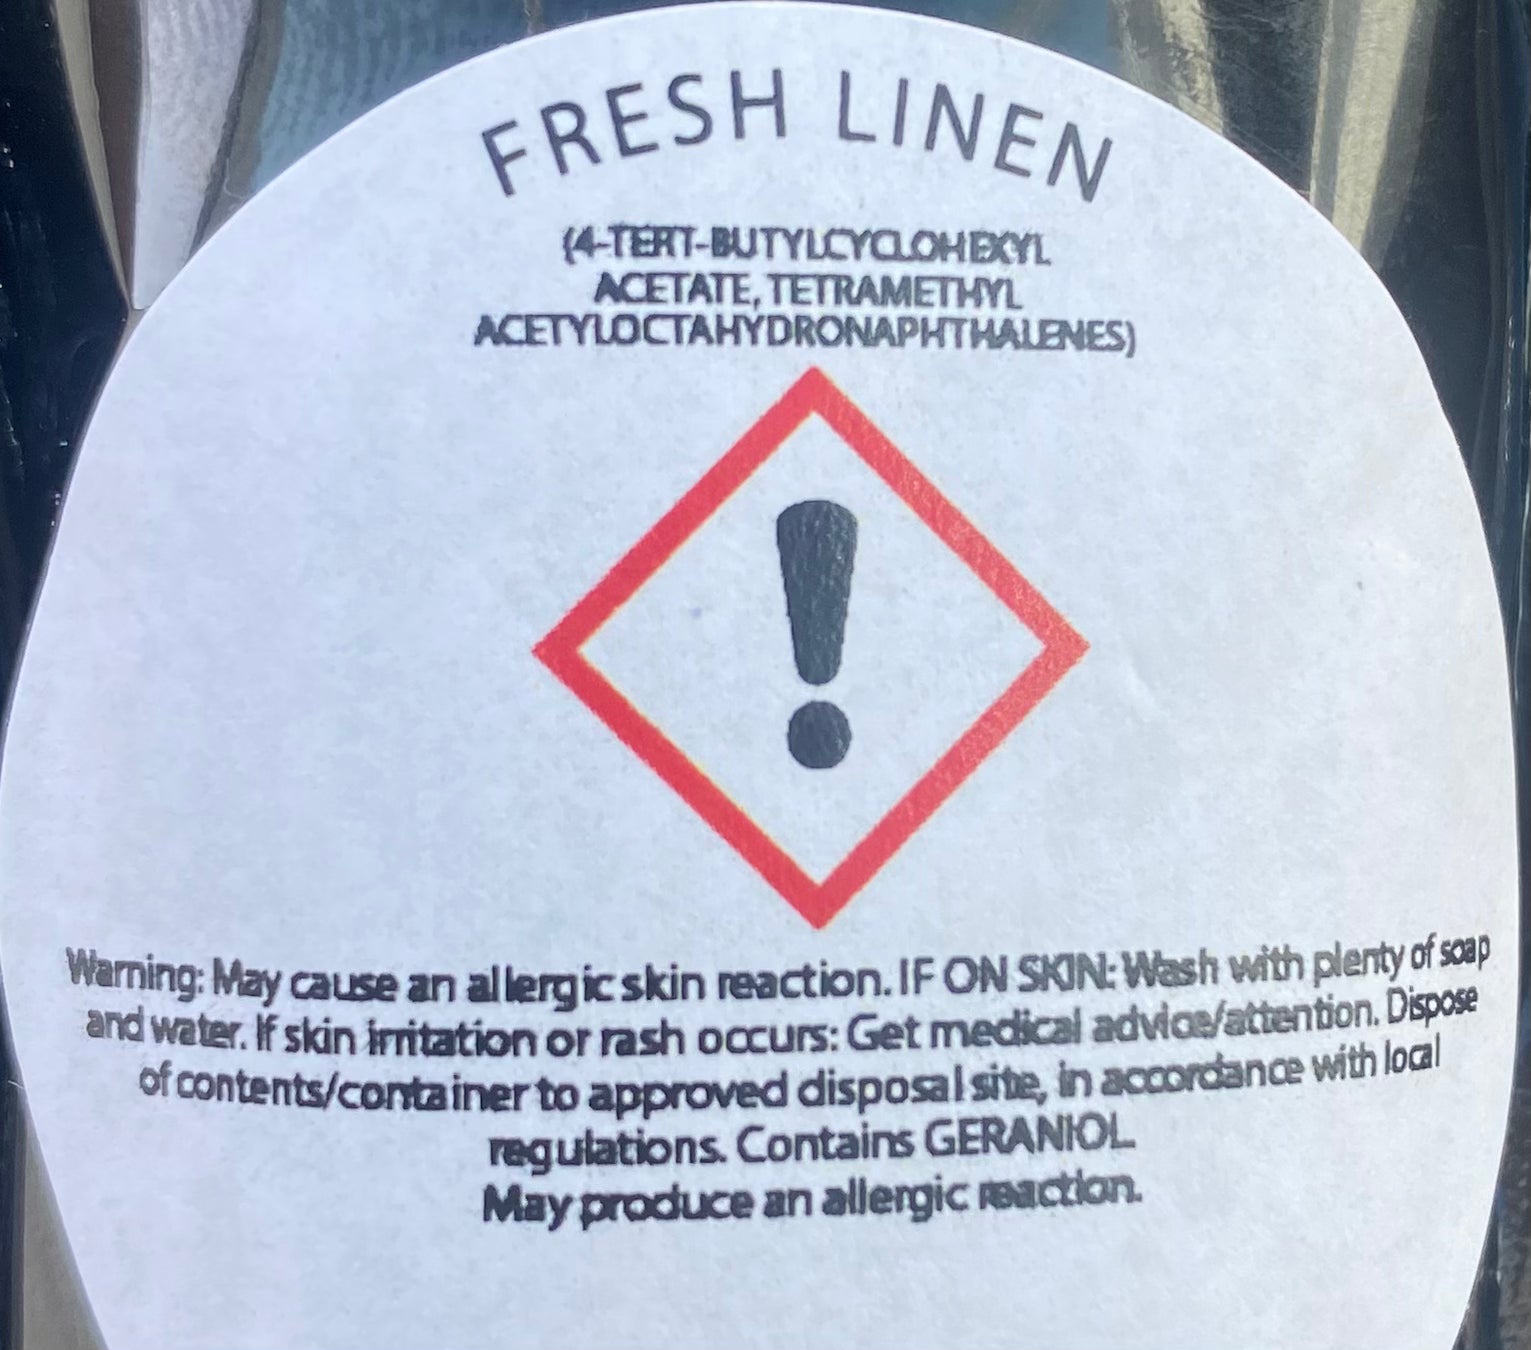 FRESH LINEN
(4-TERT-BUTYLCYCLOHEXYL
ACETATE, TETRAMETHYL
ACETYLOCTAHYDRONAPHTHALENES)
!
Warning: May cause an allergic skin reaction. IF ON SKIN: Wash with plenty of soap
and water. If skin irritation or rash occurs: Get medical advice/attention. Dispose
of contents/container to approved disposal site, in accordance with local
regulations. Contains GERANIOL
May produce an allergic reaction.